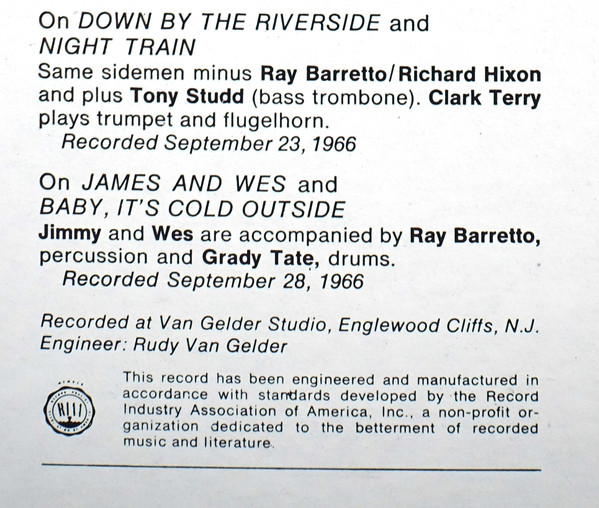 On DOWN BY THE RIVERSIDE and
NIGHT TRAIN
Same sidemen minus Ray Barretto/Richard Hixon
and plus Tony Studd (bass trombone). Clark Terry
plays trumpet and flugelhorn.
Recorded September 23, 1966
On JAMES AND WES and
BABY, IT'S COLD OUTSIDE
Jimmy and Wes are accompanied by Ray Barretto,
percussion and Grady Tate, drums.
Recorded September 28, 1966
Recorded at Van Gelder Studio, Englewood Cliffs, N.J.
Engineer: Rudy Van Gelder
This record has been engineered and manufactured in
accordance with standards developed by the Record
Industry Association of America, Inc., a non-profit or-
ganization dedicated to the betterment of recorded
music and literature.